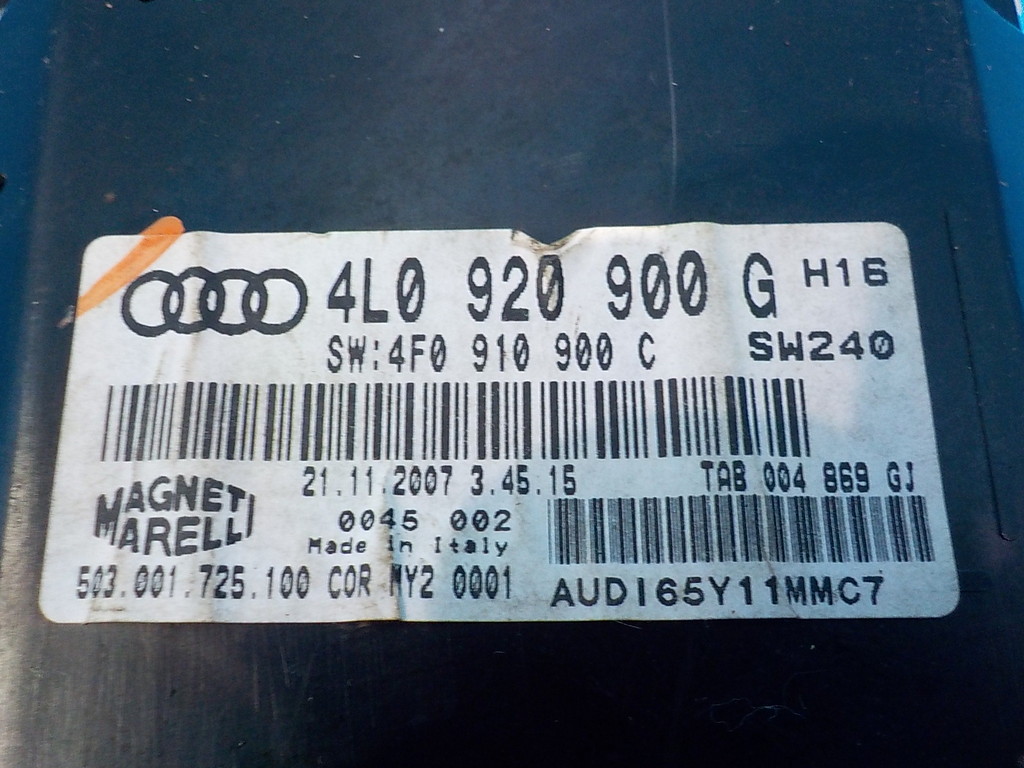 4L0 920 900 G H16
SW:4F0 910 900 C SW240
21.11.2007 3.45.15 TAB 004 869 GJ
MAGNETI MARELLI
0045 002
Made in Italy
503.001.725.100 COR MY2 0001
AUDI65Y11MMC7